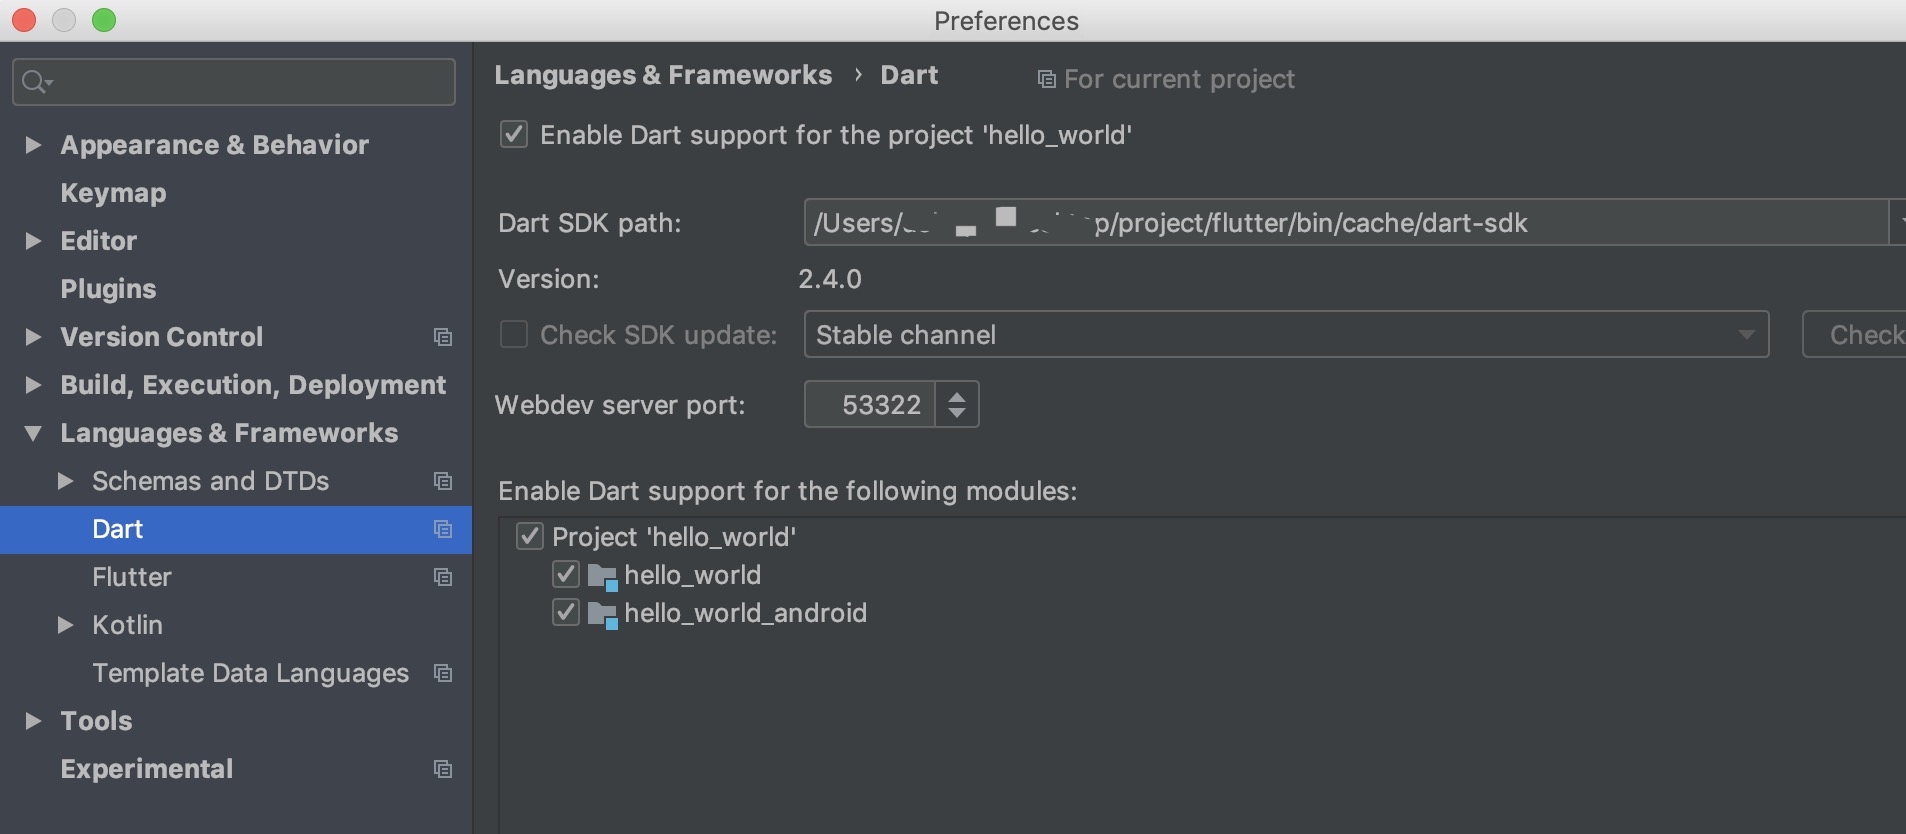 Preferences
Languages & Frameworks › Dart
For current project
Enable Dart support for the project 'hello_world'
Dart SDK path:
/Users/ p/project/flutter/bin/cache/dart-sdk
Version: 2.4.0
Check SDK update: Stable channel Check
Webdev server port: 53322
Enable Dart support for the following modules:
Project 'hello_world'
hello_world
hello_world_android
Appearance & Behavior
Keymap
Editor
Plugins
Version Control
Build, Execution, Deployment
Languages & Frameworks
Schemas and DTDs
Dart
Flutter
Kotlin
Template Data Languages
Tools
Experimental